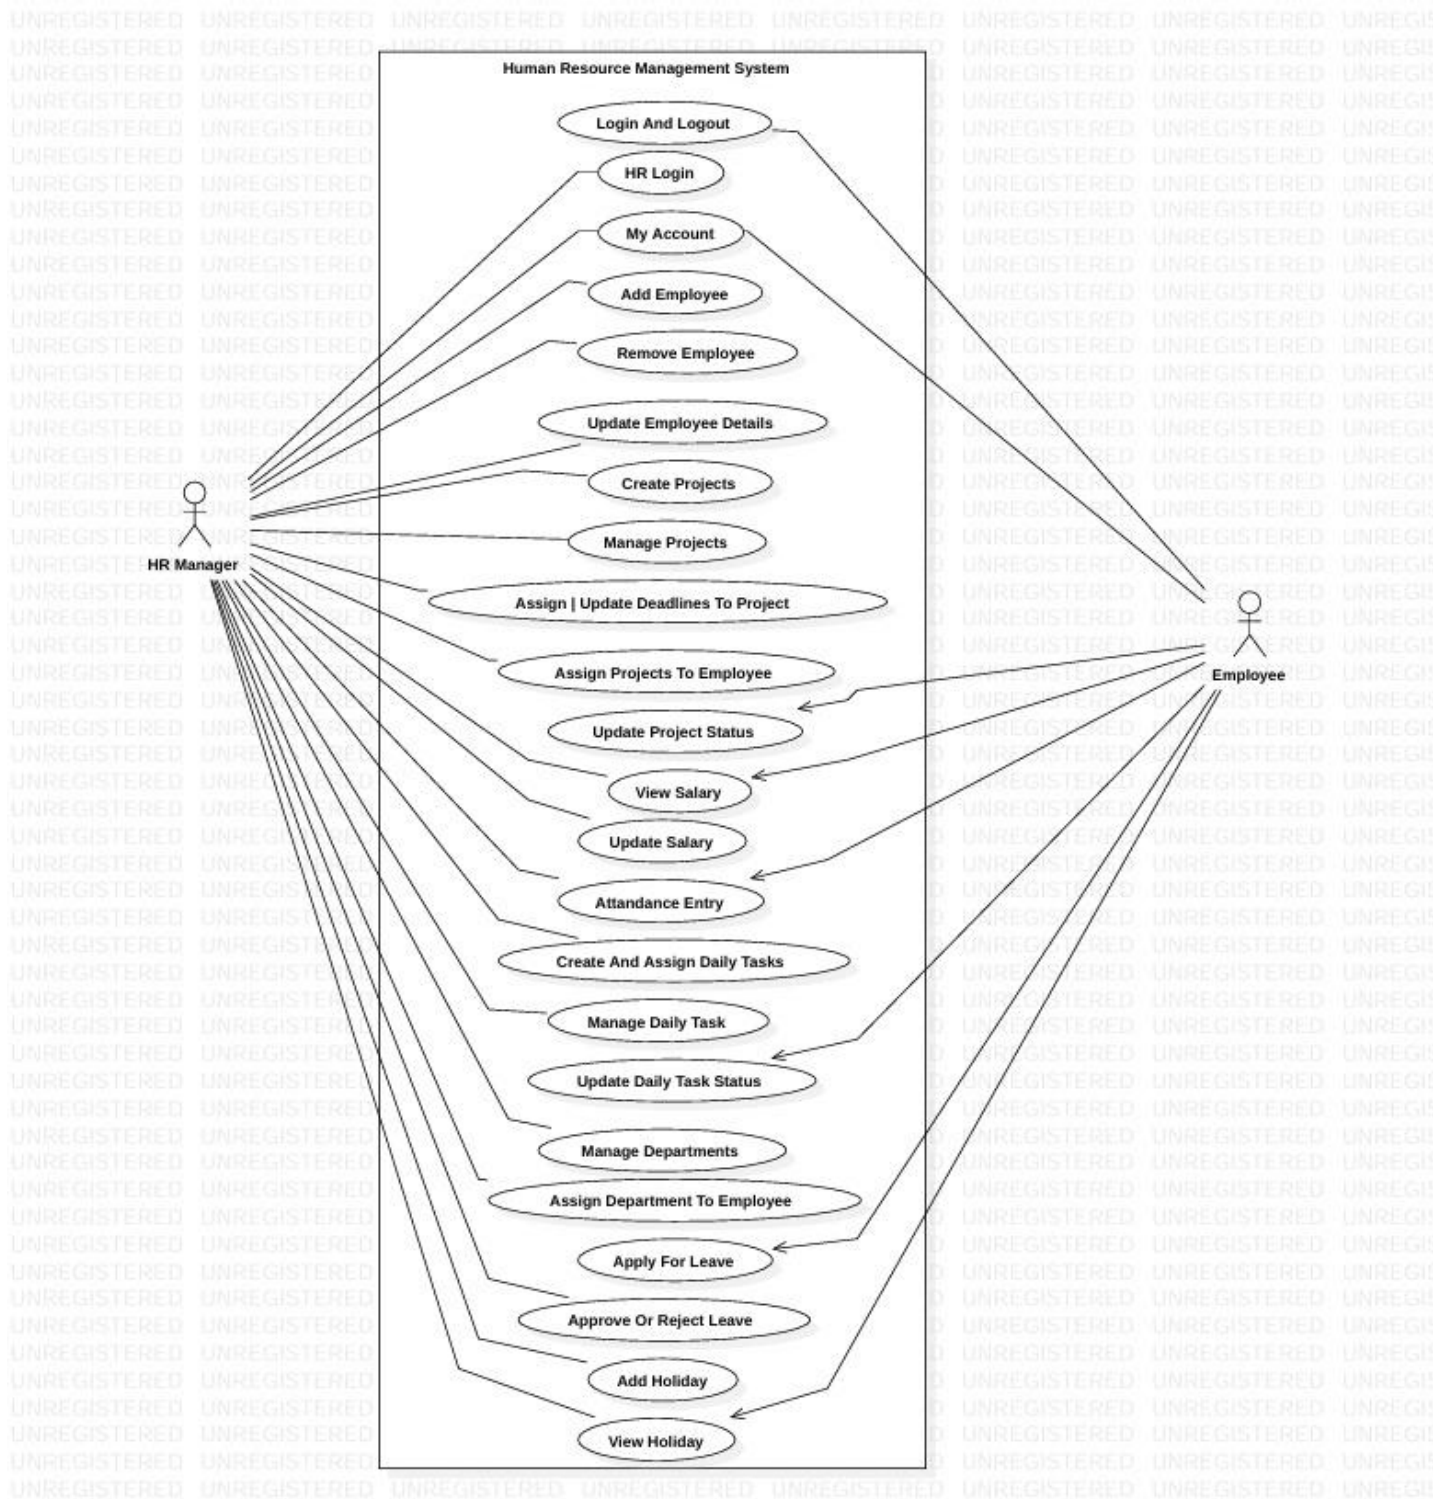 Human Resource Management System
Login And Logout
HR Login
My Account
Add Employee
Remove Employee
Update Employee Details
Create Projects
HR Manager
Manage Projects
Assign | Update Deadlines To Project
Assign Projects To Employee
Employee
Update Project Status
View Salary
Update Salary
Attandance Entry
Create And Assign Daily Tasks
Manage Daily Task
Update Daily Task Status
Manage Departments
Assign Department To Employee
Apply For Leave
Approve Or Reject Leave
Add Holiday
View Holiday
UNREGISTERED